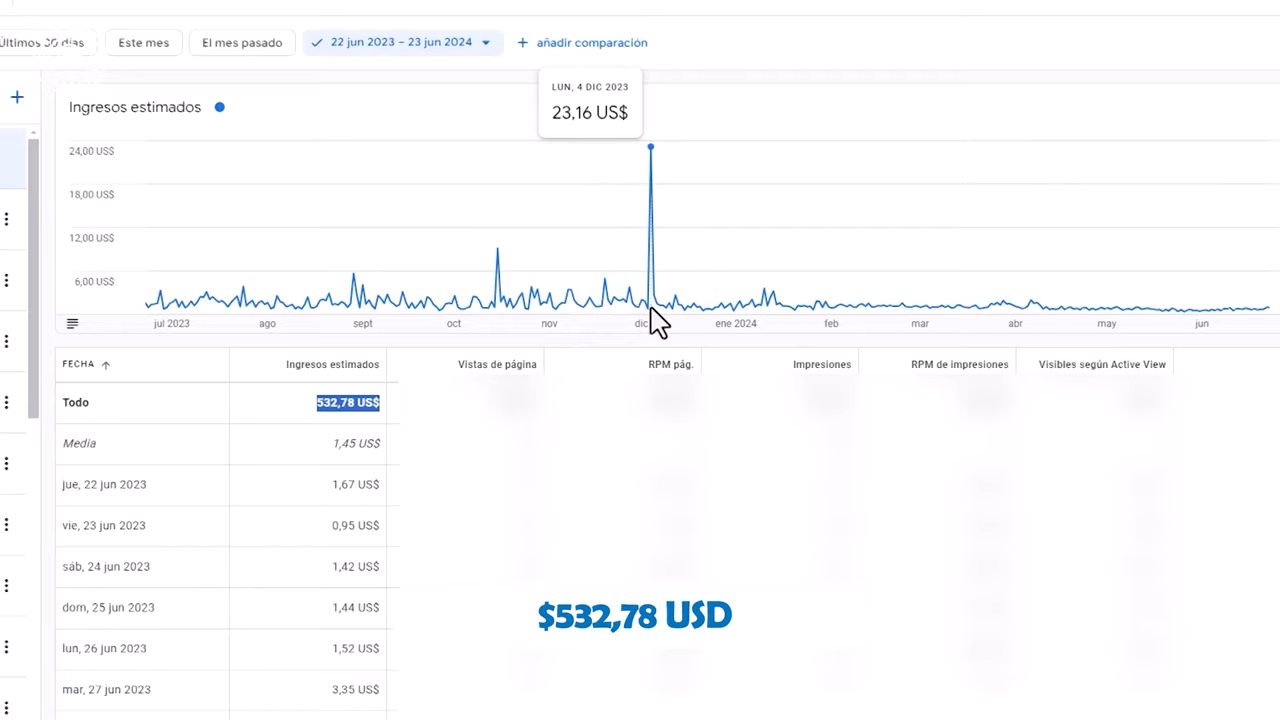 Últimos 30 días
Este mes
El mes pasado
22 jun 2023 – 23 jun 2024
añadir comparación
LUN, 4 DIC 2023
23,16 US$
Ingresos estimados
24,00 US$
18,00 US$
12,00 US$
6,00 US$
jul 2023 ago sept oct nov dic ene 2024 feb mar abr may jun
FECHA Ingresos estimados Vistas de página RPM pág. Impresiones RPM de impresiones Visibles según Active View
Todo 532,78 US$
Media 1,45 US$
jue, 22 jun 2023 1,67 US$
vie, 23 jun 2023 0,95 US$
sáb, 24 jun 2023 1,42 US$
dom, 25 jun 2023 1,44 US$
$532,78 USD
lun, 26 jun 2023 1,52 US$
mar, 27 jun 2023 3,35 US$